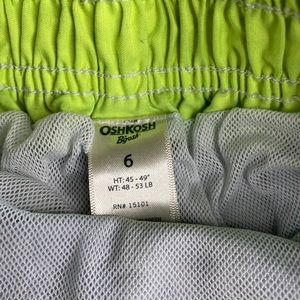 OSHKOSH
B'gosh
6
HT: 45 - 49"
WT: 48 - 53 LB
RN# 15101